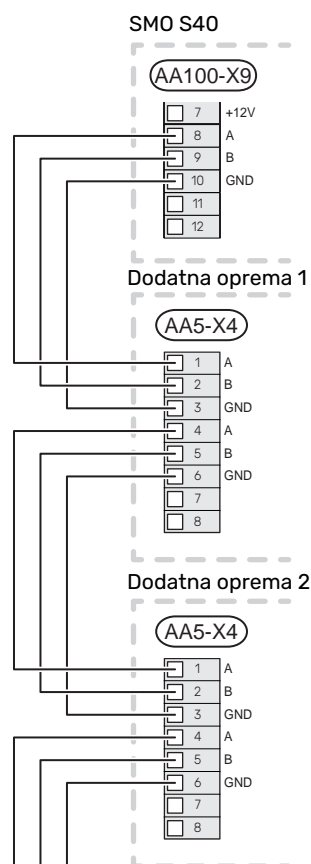 SMO S40
AA100-X9
7 +12V
8 A
9 B
10 GND
11
12
Dodatna oprema 1
AA5-X4
1 A
2 B
3 GND
4 A
5 B
6 GND
7
8
Dodatna oprema 2
AA5-X4
1 A
2 B
3 GND
4 A
5 B
6 GND
7
8